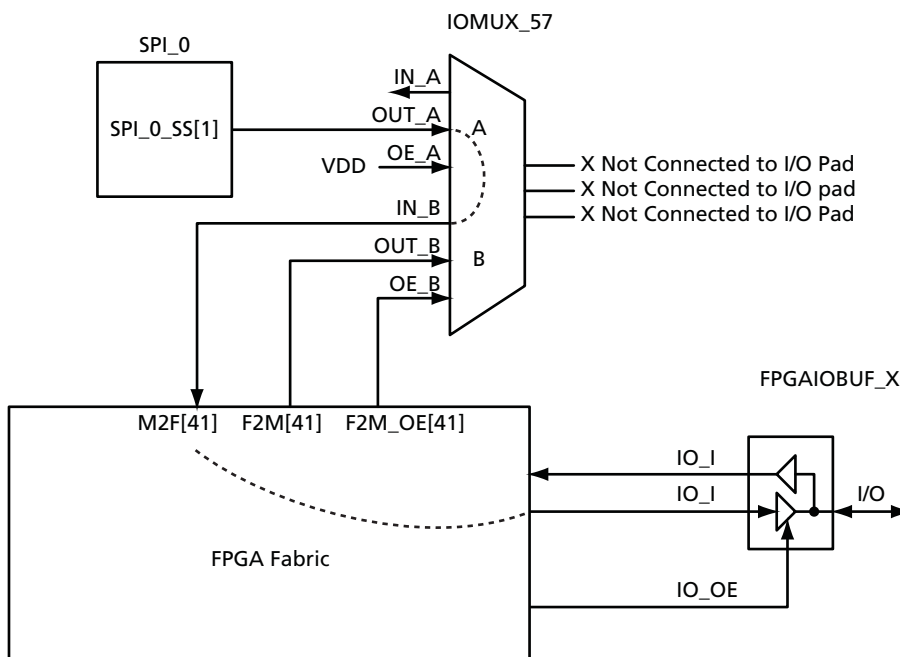 IOMUX_57
SPI_0
IN_A
SPI_0_SS[1]
OUT_A
A
VDD
OE_A
X Not Connected to I/O Pad
X Not Connected to I/O pad
X Not Connected to I/O Pad
IN_B
OUT_B
B
OE_B
FPGAIOBUF_X
M2F[41]
F2M[41]
F2M_OE[41]
IO_I
IO_I
I/O
FPGA Fabric
IO_OE